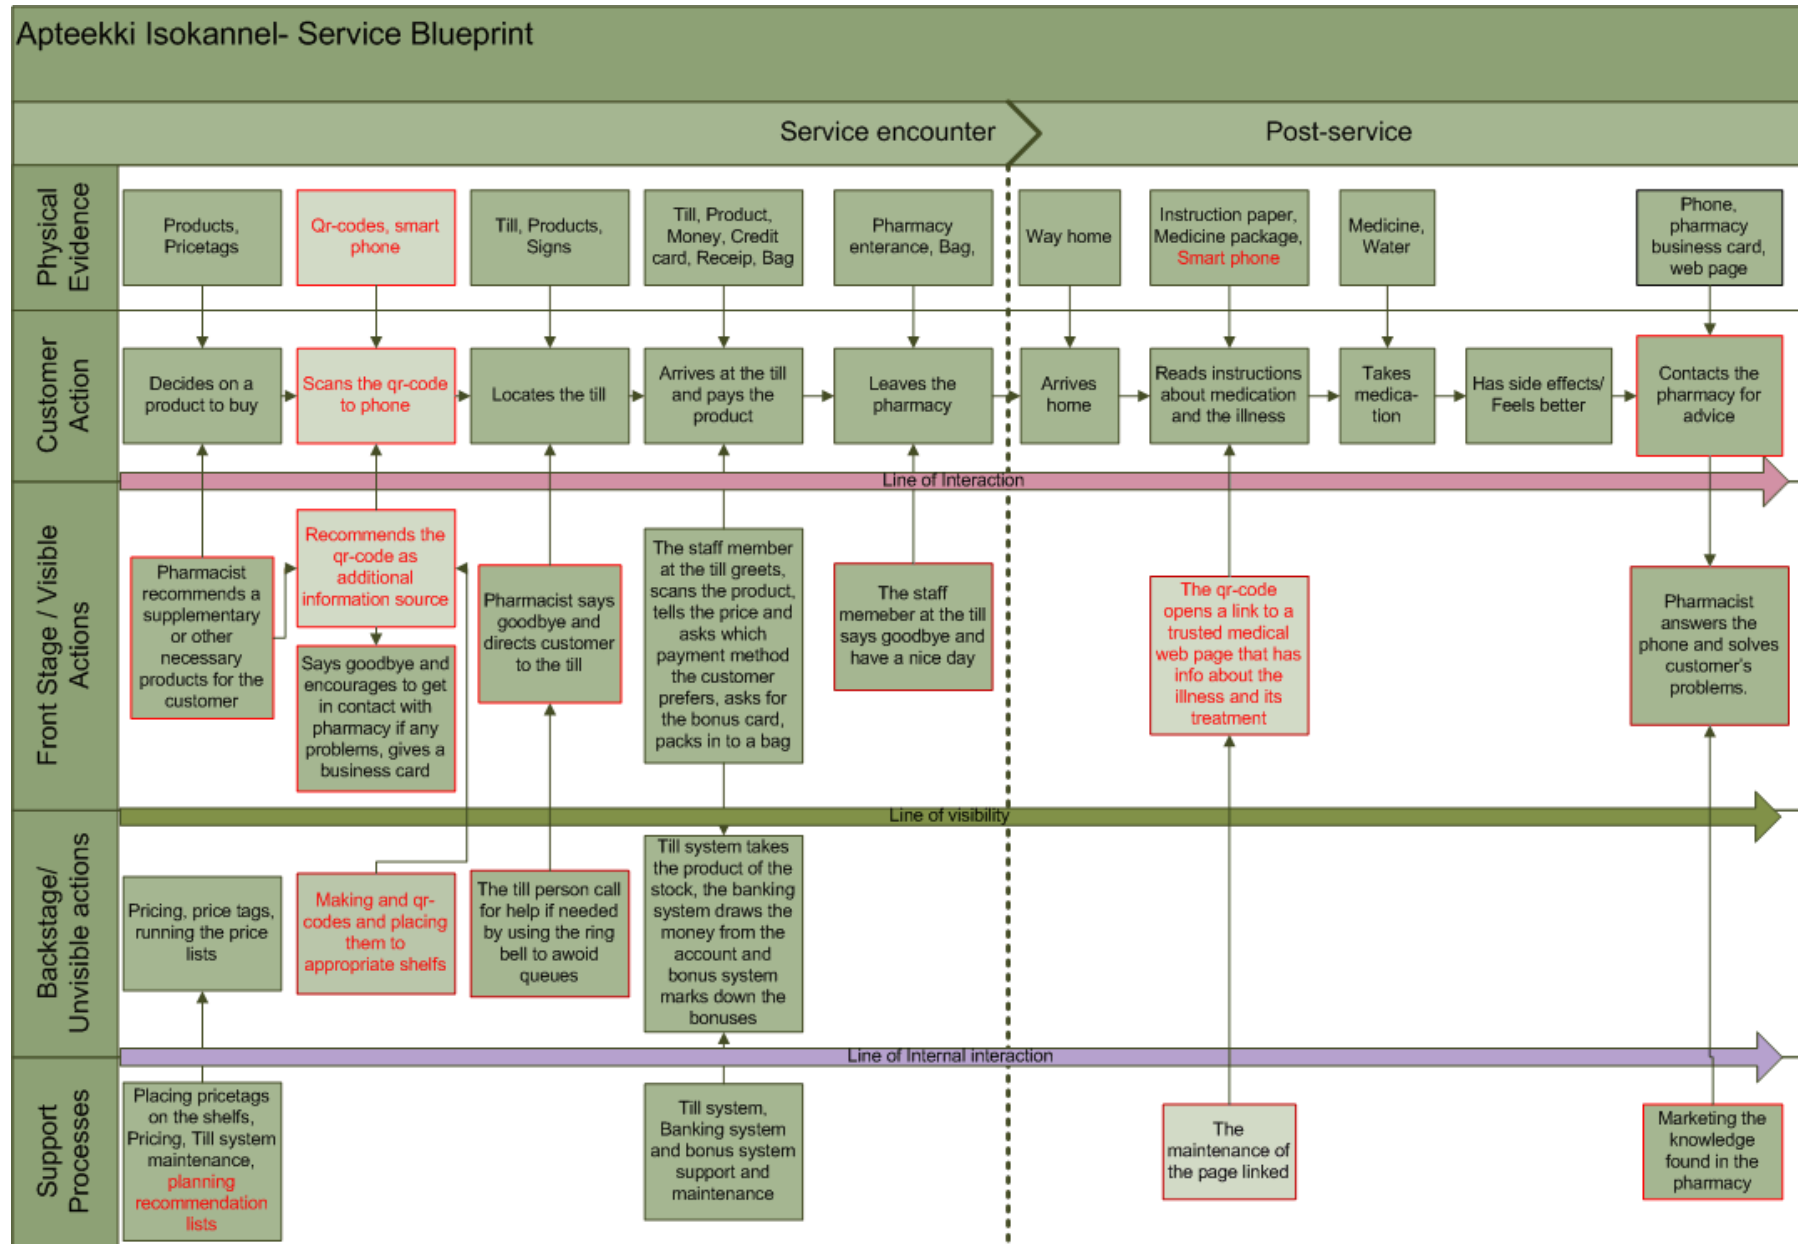 Apteekki Isokannel- Service Blueprint
Service encounter
Post-service
Physical
Evidence
Products,
Pricetags
Qr-codes, smart
phone
Till, Products,
Signs
Till, Product,
Money, Credit
card, Receip, Bag
Pharmacy
enterance, Bag,
Way home
Instruction paper,
Medicine package,
Smart phone
Medicine,
Water
Phone,
pharmacy
business card,
web page
Customer
Action
Decides on a
product to buy
Scans the qr-code
to phone
Locates the till
Arrives at the till
and pays the
product
Leaves the
pharmacy
Arrives
home
Reads instructions
about medication
and the illness
Takes
medica-
tion
Has side effects/
Feels better
Contacts the
pharmacy for
advice
Line of Interaction
Front Stage / Visible
Actions
Pharmacist
recommends a
supplementary
or other
necessary
products for the
customer
Recommends the
qr-code as
additional
information source
Says goodbye and
encourages to get
in contact with
pharmacy if any
problems, gives a
business card
Pharmacist says
goodbye and
directs customer
to the till
The staff member
at the till greets,
scans the product,
tells the price and
asks which
payment method
the customer
prefers, asks for
the bonus card,
packs in to a bag
The staff
memeber at the till
says goodbye and
have a nice day
The qr-code
opens a link to a
trusted medical
web page that has
info about the
illness and its
treatment
Pharmacist
answers the
phone and solves
customer's
problems.
Line of visibility
Backstage/
Unvisible actions
Pricing, price tags,
running the price
lists
Making and qr-
codes and placing
them to
appropriate shelfs
The till person call
for help if needed
by using the ring
bell to awoid
queues
Till system takes
the product of the
stock, the banking
system draws the
money from the
account and
bonus system
marks down the
bonuses
Line of Internal interaction
Support
Processes
Placing pricetags
on the shelfs,
Pricing, Till system
maintenance,
planning
recommendation
lists
Till system,
Banking system
and bonus system
support and
maintenance
The
maintenance of
the page linked
Marketing the
knowledge
found in the
pharmacy